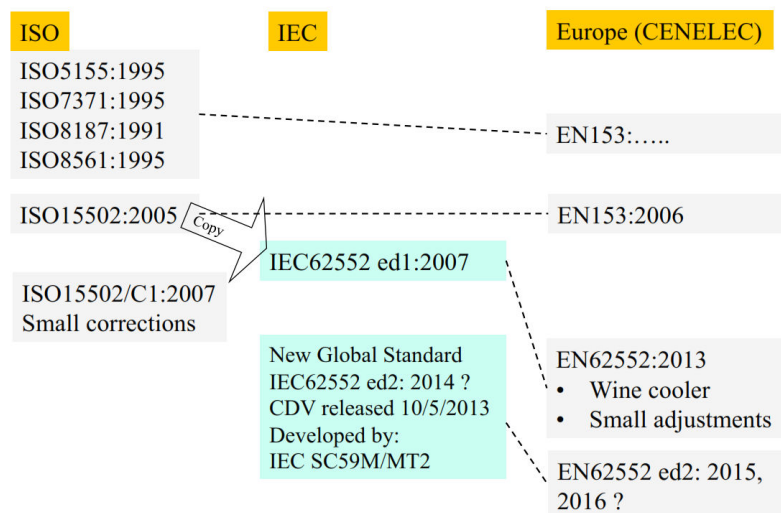 ISO
IEC
Europe (CENELEC)
ISO5155:1995
ISO7371:1995
ISO8187:1991
ISO8561:1995
EN153:…..
ISO15502:2005
Copy
EN153:2006
IEC62552 ed1:2007
ISO15502/C1:2007
Small corrections
New Global Standard
IEC62552 ed2: 2014 ?
CDV released 10/5/2013
Developed by:
IEC SC59M/MT2
EN62552:2013
• Wine cooler
• Small adjustments
EN62552 ed2: 2015,
2016 ?